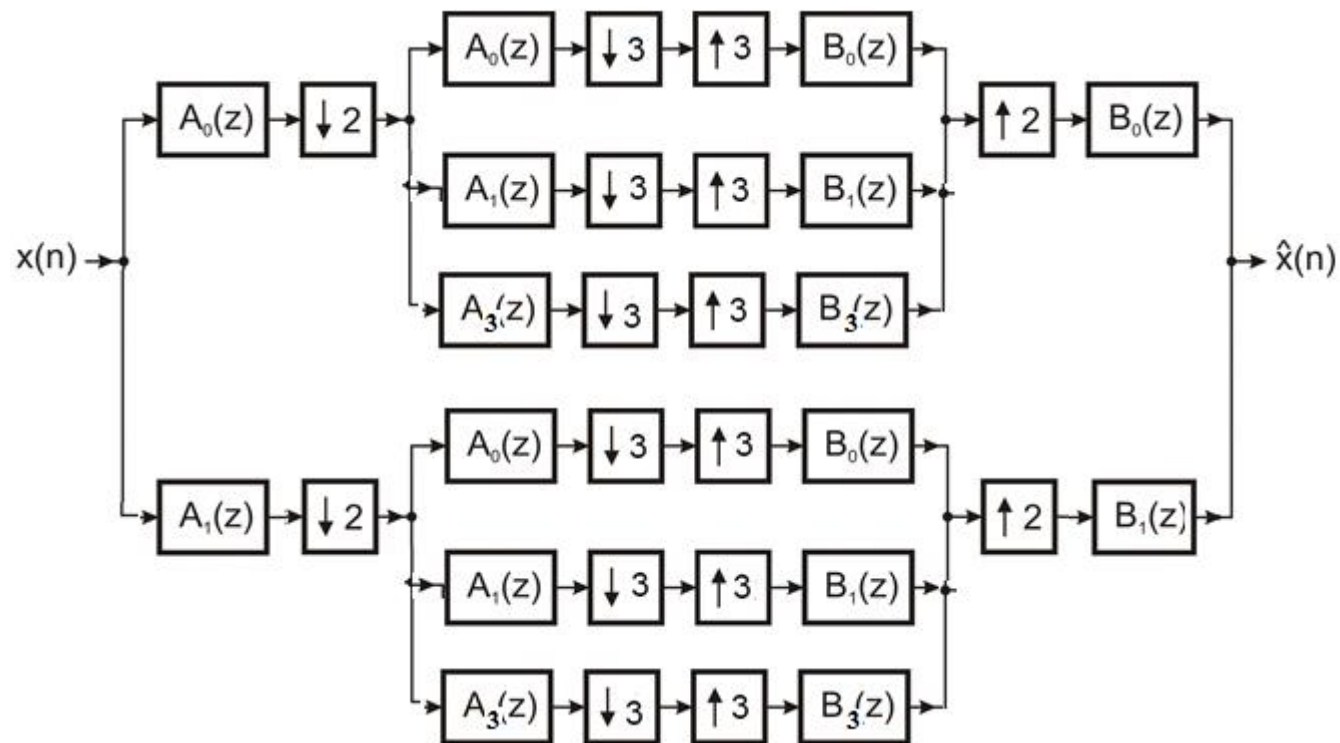 A₀(z) ↓3 ↑3 B₀(z)
A₀(z) ↓2 ↑2 B₀(z)
A₁(z) ↓3 ↑3 B₁(z)
x(n) x̂(n)
A₃(z) ↓3 ↑3 B₃(z)
A₀(z) ↓3 ↑3 B₀(z)
A₁(z) ↓2 ↑2 B₁(z)
A₁(z) ↓3 ↑3 B₁(z)
A₃(z) ↓3 ↑3 B₃(z)